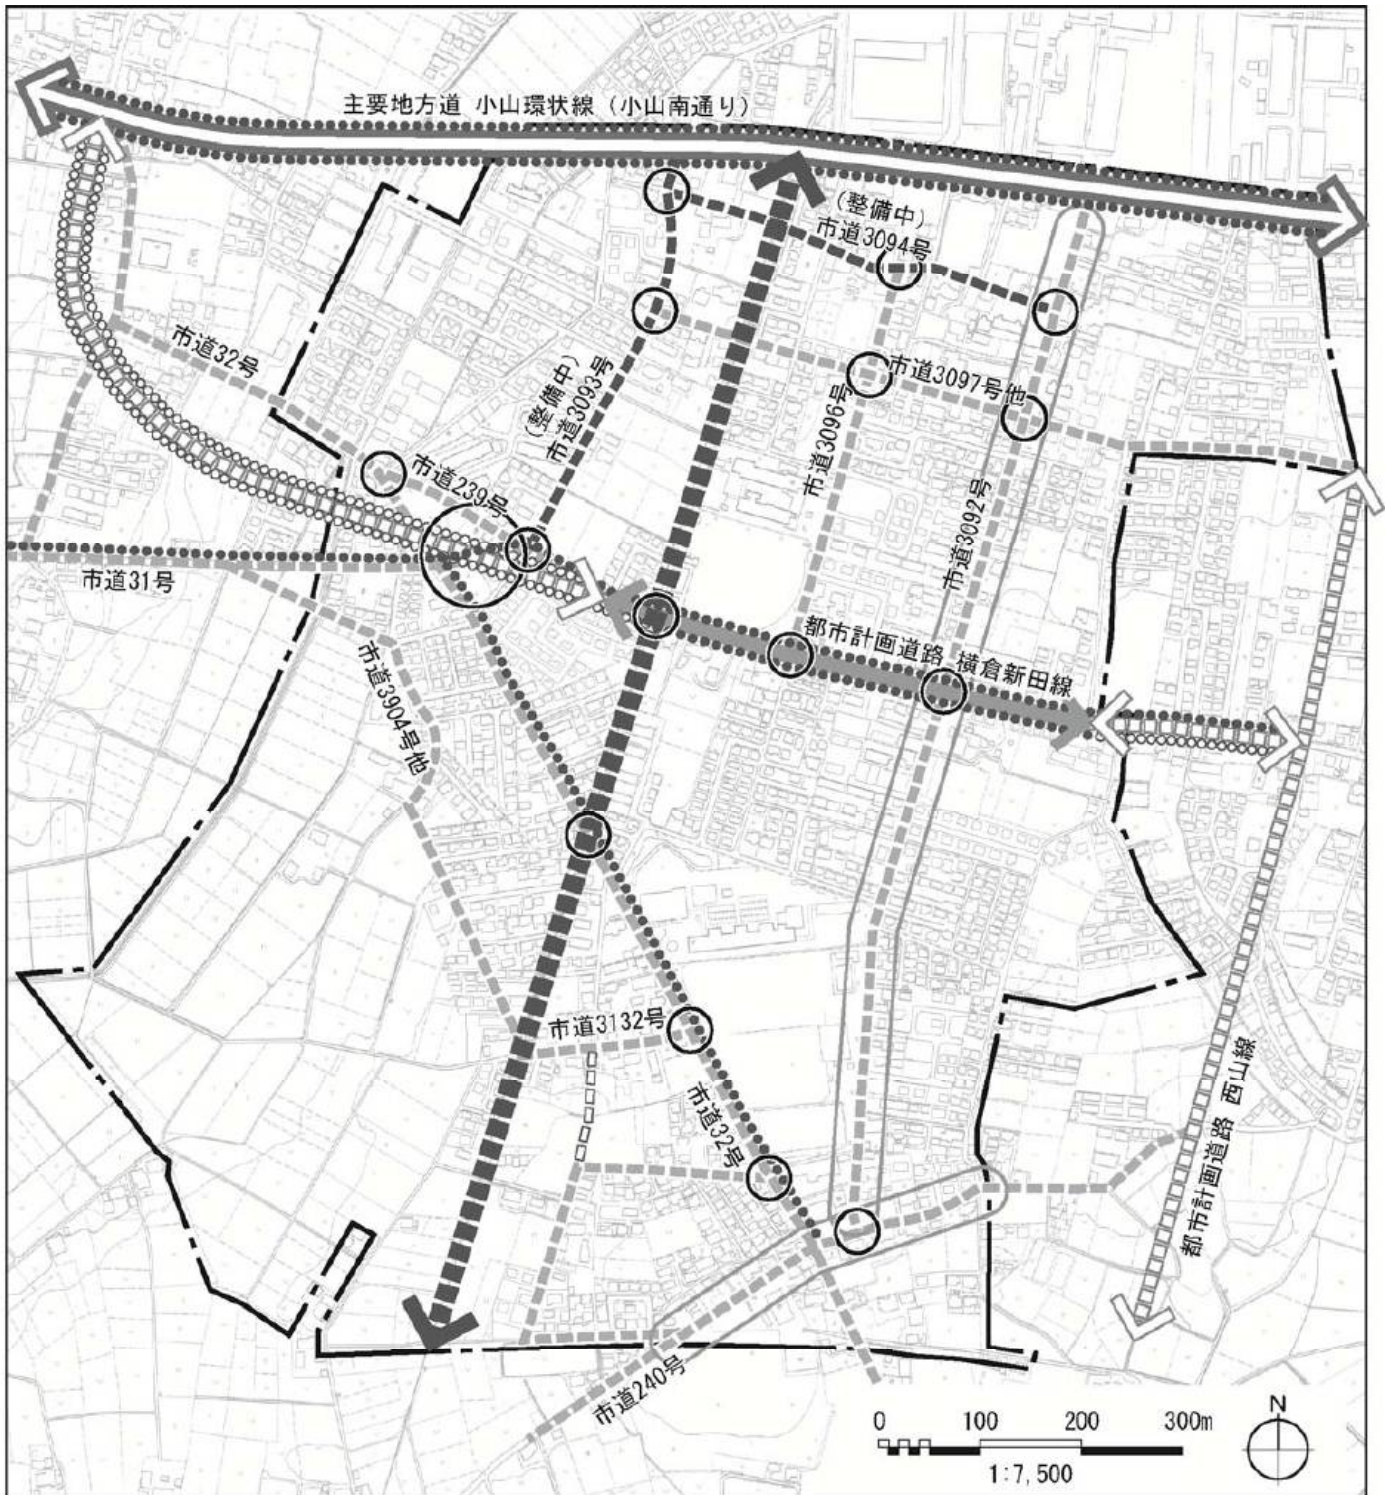 主要地方道 小山環状線（小山南通り）
（整備中）
市道3094号
市道32号
（整備中）
市道3093号
市道3097号他
市道3096号
市道239号
市道3092号
市道31号
都市計画道路 横倉新田線
市道3904号他
市道3132号
市道32号
都市計画道路 西山線
市道240号
N
0 100 200 300m
1:7,500